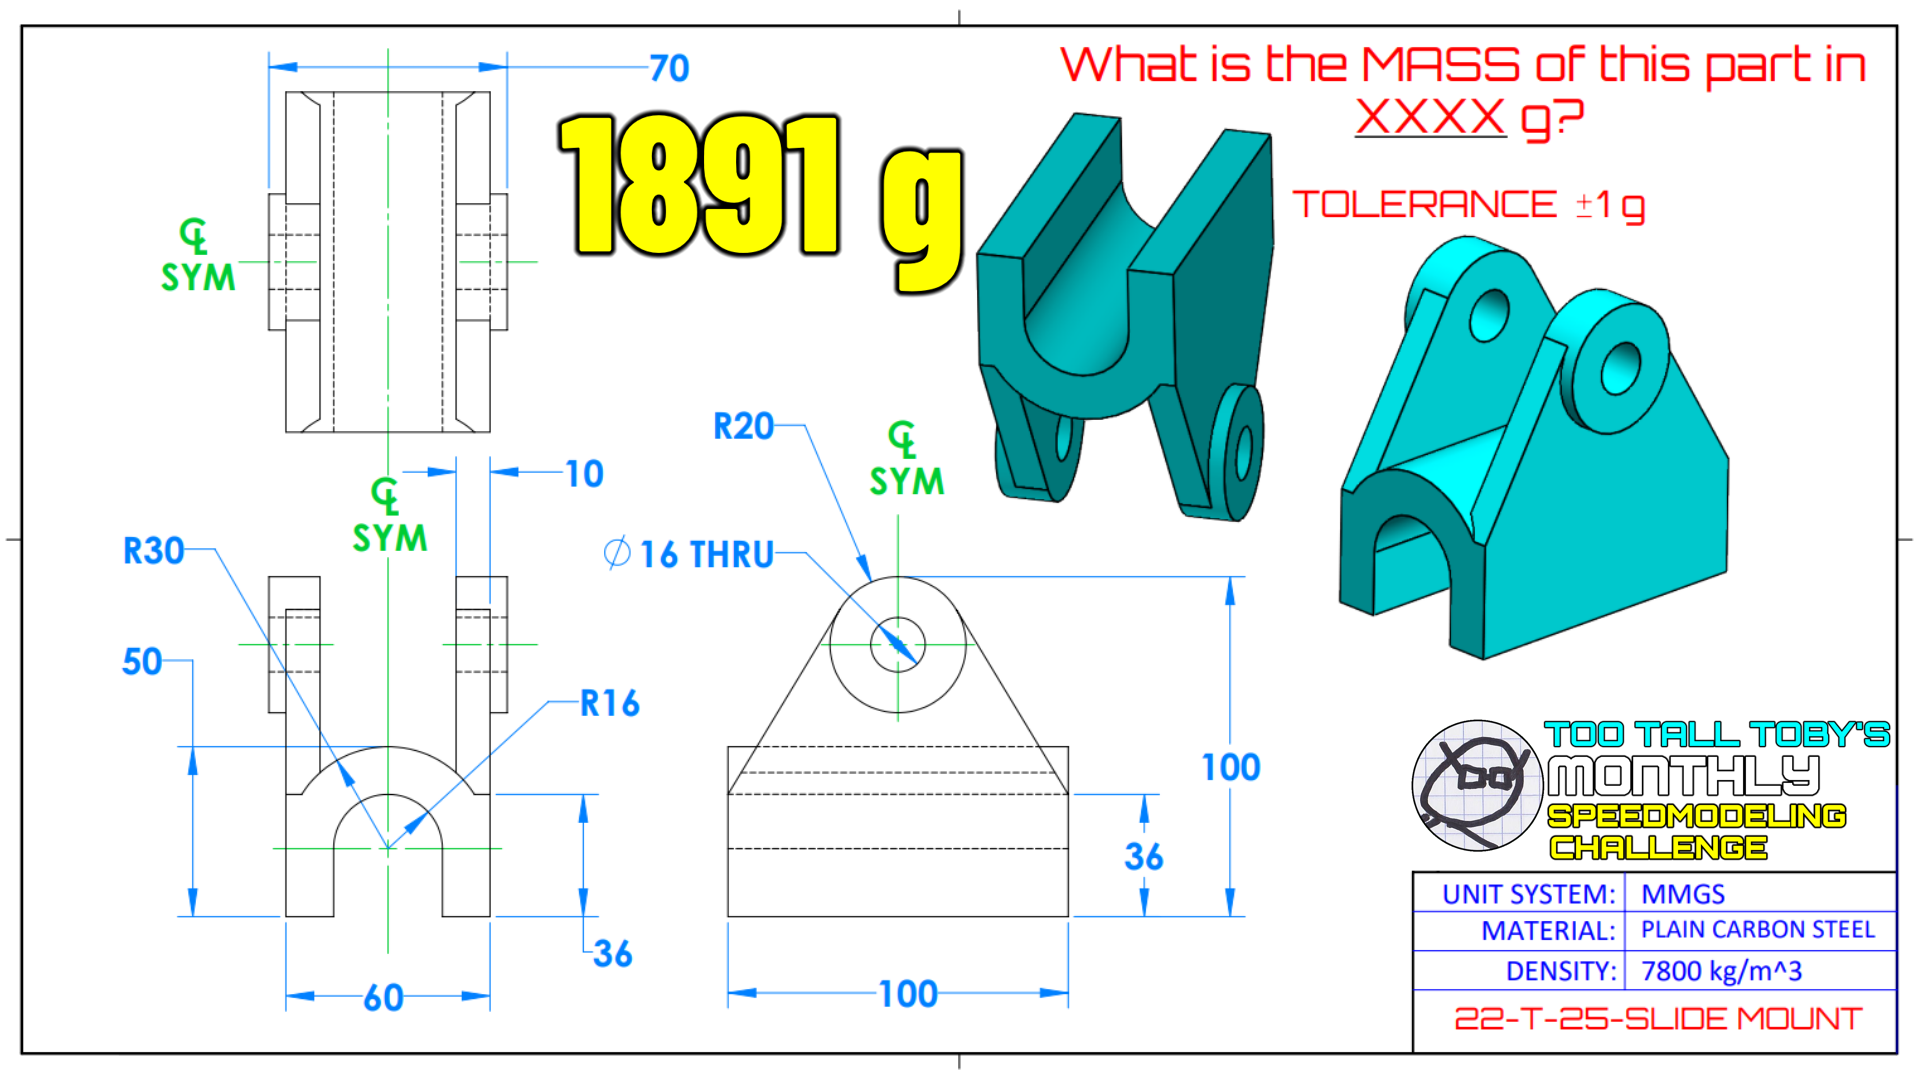 What is the MASS of this part in
XXXX g?
TOLERANCE ±1 g
1891 g
70
℄
SYM
10
℄
SYM
R30
50
R16
36
60
R20
℄
SYM
∅ 16 THRU
100
36
100
TOO TALL TOBY'S
MONTHLY
SPEEDMODELING
CHALLENGE
UNIT SYSTEM: MMGS
MATERIAL: PLAIN CARBON STEEL
DENSITY: 7800 kg/m^3
22-T-25-SLIDE MOUNT